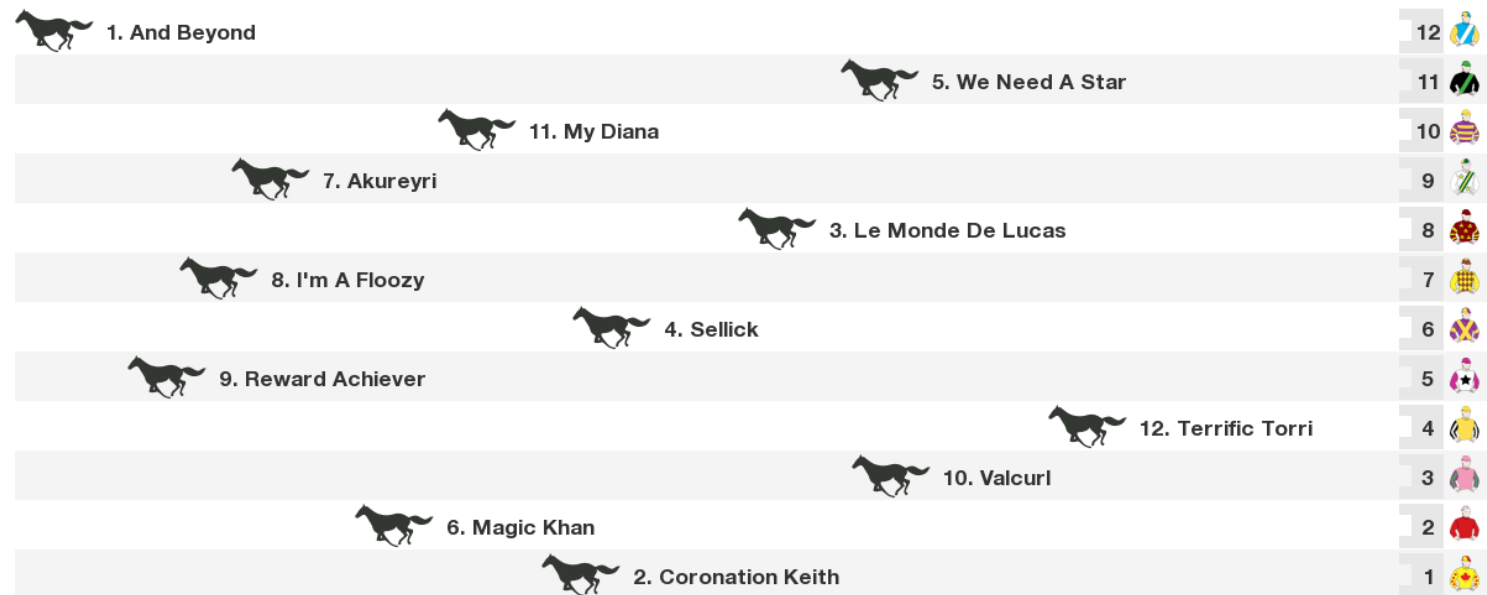 1. And Beyond 12
5. We Need A Star 11
11. My Diana 10
7. Akureyri 9
3. Le Monde De Lucas 8
8. I'm A Floozy 7
4. Sellick 6
9. Reward Achiever 5
12. Terrific Torri 4
10. Valcurl 3
6. Magic Khan 2
2. Coronation Keith 1